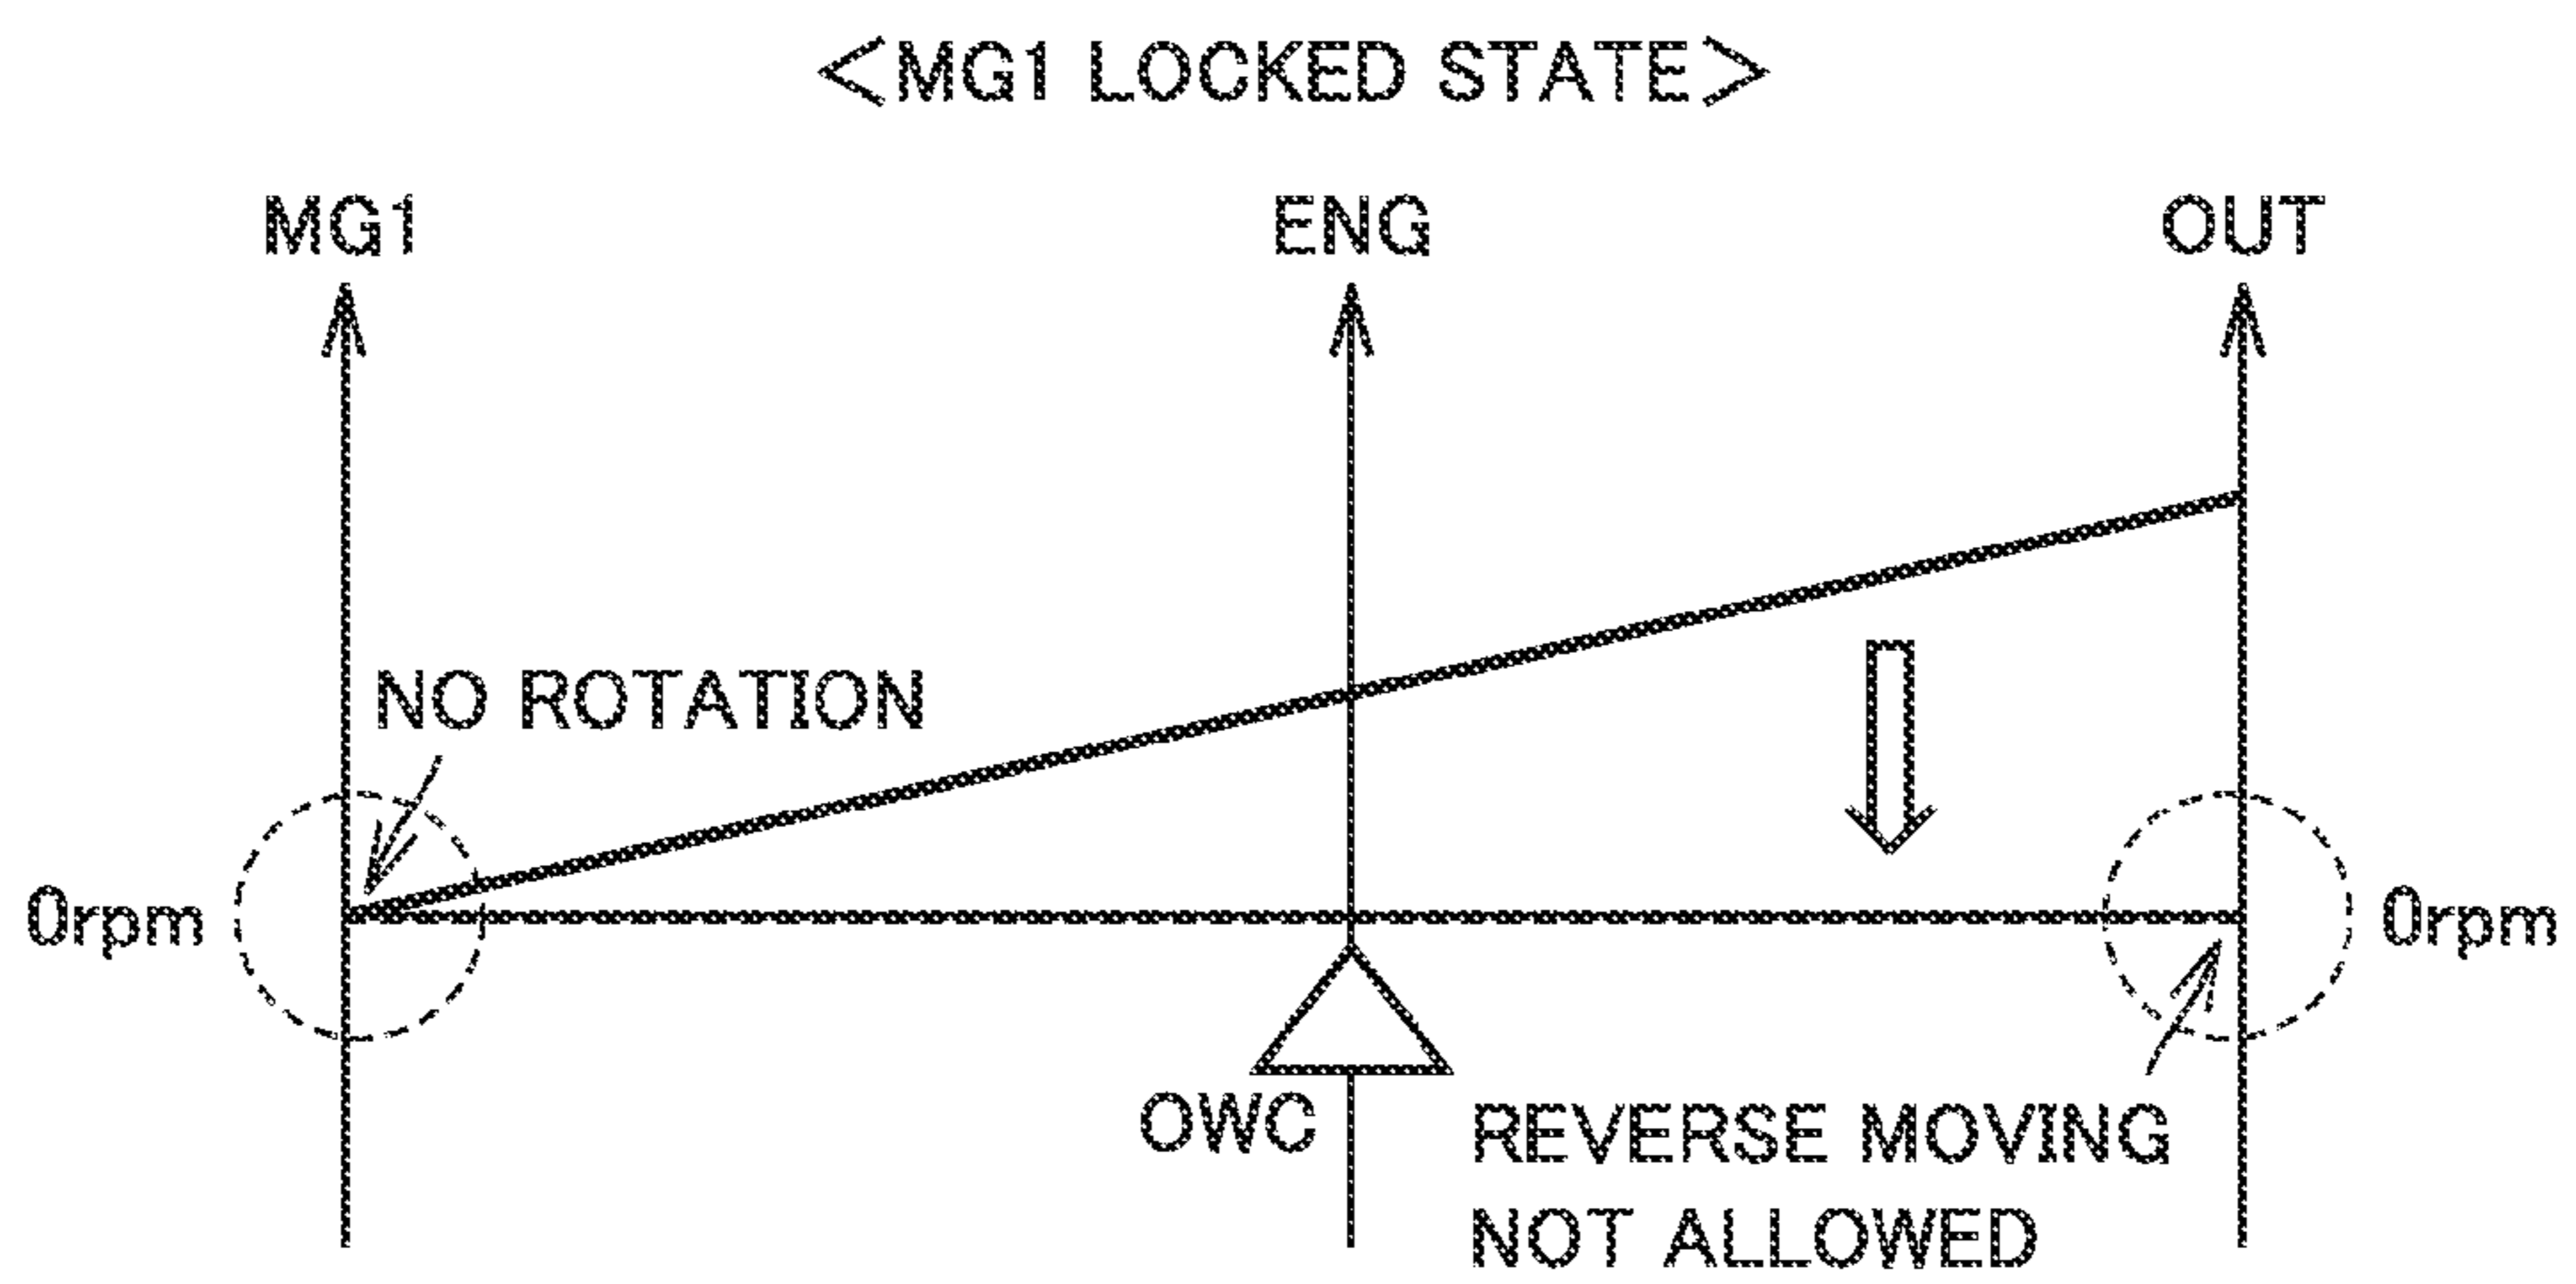 <MG1 LOCKED STATE>
MG1
ENG
OUT
NO ROTATION
0rpm
0rpm
OWC
REVERSE MOVING
NOT ALLOWED